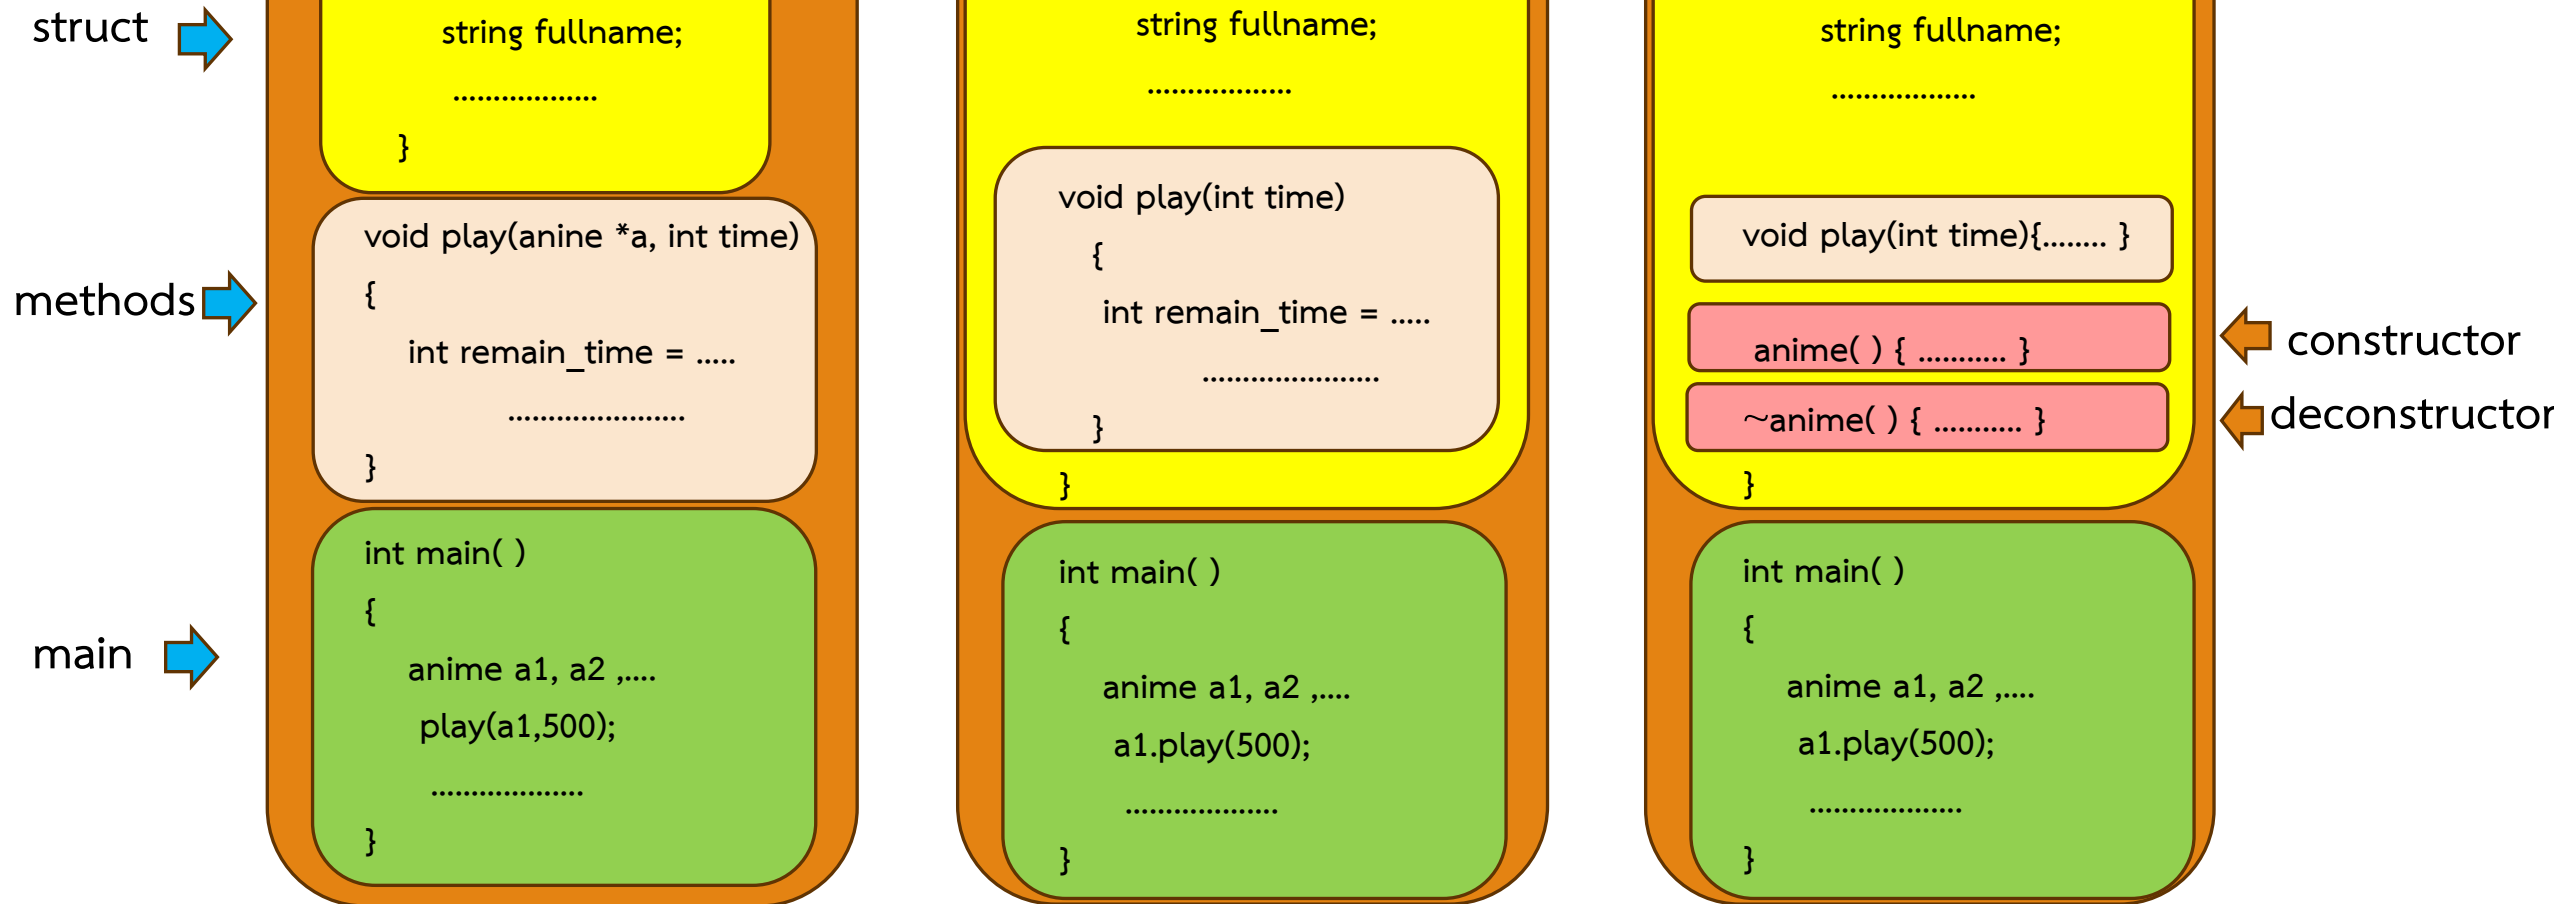 struct
methods
main
string fullname;
..................
}
void play(anine *a, int time)
{
int remain_time = .....
......................
}
int main( )
{
anime a1, a2 ,....
play(a1,500);
...................
}
string fullname;
..................
void play(int time)
{
int remain_time = .....
......................
}
}
int main( )
{
anime a1, a2 ,....
a1.play(500);
...................
}
string fullname;
..................
void play(int time){........ }
anime( ) { ........... }
~anime( ) { ........... }
}
int main( )
{
anime a1, a2 ,....
a1.play(500);
...................
}
constructor
deconstructor